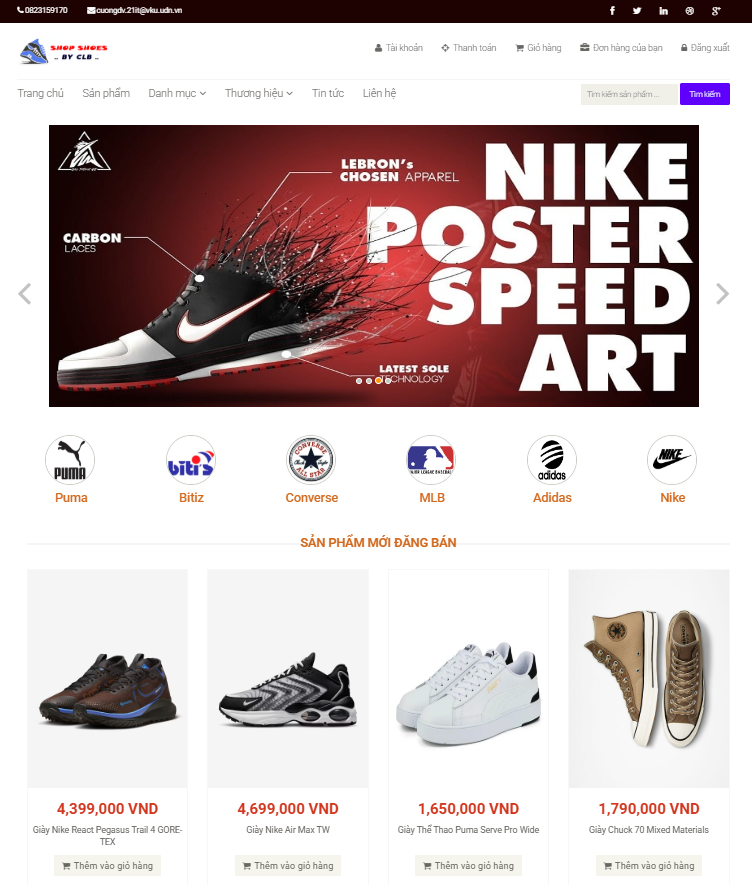 0823159170 cuongdv.21it@vku.udn.vn
SHOP SHOES
.. BY CLB ..
Tài khoản Thanh toán Giỏ hàng Đơn hàng của bạn Đăng xuất
Trang chủ Sản phẩm Danh mục Thương hiệu Tin tức Liên hệ Tìm kiếm sản phẩm ... Tìm kiếm
LEBRON's
CHOSEN APPAREL
CARBON
LACES
NIKE
POSTER
SPEED
ART
LATEST SOLE
TECHNOLOGY
PUMA
biti's
CONVERSE
ALL STAR
MAJOR LEAGUE BASEBALL
adidas
NIKE
Puma Bitiz Converse MLB Adidas Nike
SẢN PHẨM MỚI ĐĂNG BÁN
4,399,000 VND 4,699,000 VND 1,650,000 VND 1,790,000 VND
Giày Nike React Pegasus Trail 4 GORE-
TEX
Giày Nike Air Max TW
Giày Thể Thao Puma Serve Pro Wide
Giày Chuck 70 Mixed Materials
Thêm vào giỏ hàng Thêm vào giỏ hàng Thêm vào giỏ hàng Thêm vào giỏ hàng